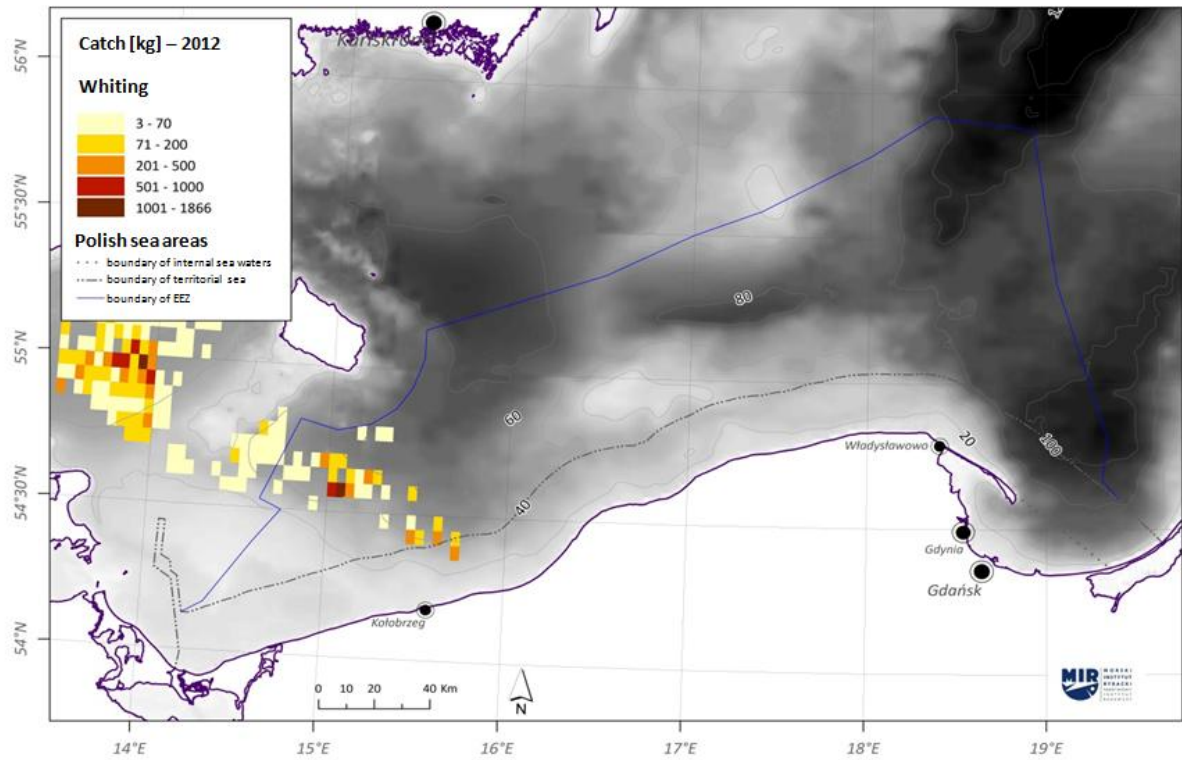 Catch [kg] – 2012
Whiting
3 - 70
71 - 200
201 - 500
501 - 1000
1001 - 1866
Polish sea areas
boundary of internal sea waters
boundary of territorial sea
boundary of EEZ
56°N
55°30'N
55°N
54°30'N
54°N
80
60
40
20
100
Władysławowo
Gdynia
Gdańsk
Kołobrzeg
0 10 20 40 Km
N
MIR
MORSKI
INSTYTUT
RYBACKI
14°E 15°E 16°E 17°E 18°E 19°E